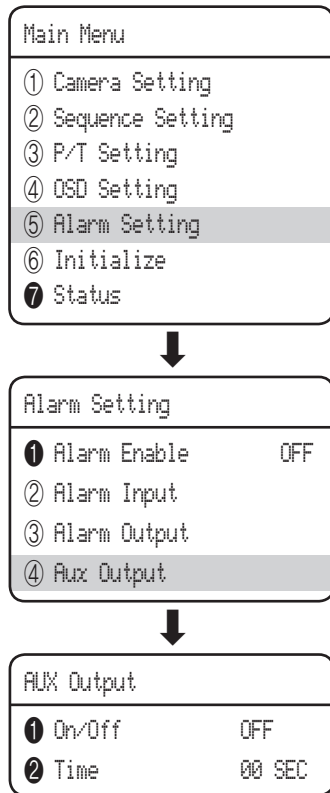 Main Menu
① Camera Setting
② Sequence Setting
③ P/T Setting
④ OSD Setting
⑤ Alarm Setting
⑥ Initialize
❼ Status
Alarm Setting
❶ Alarm Enable OFF
② Alarm Input
③ Alarm Output
④ Aux Output
AUX Output
❶ On/Off OFF
❷ Time 00 SEC